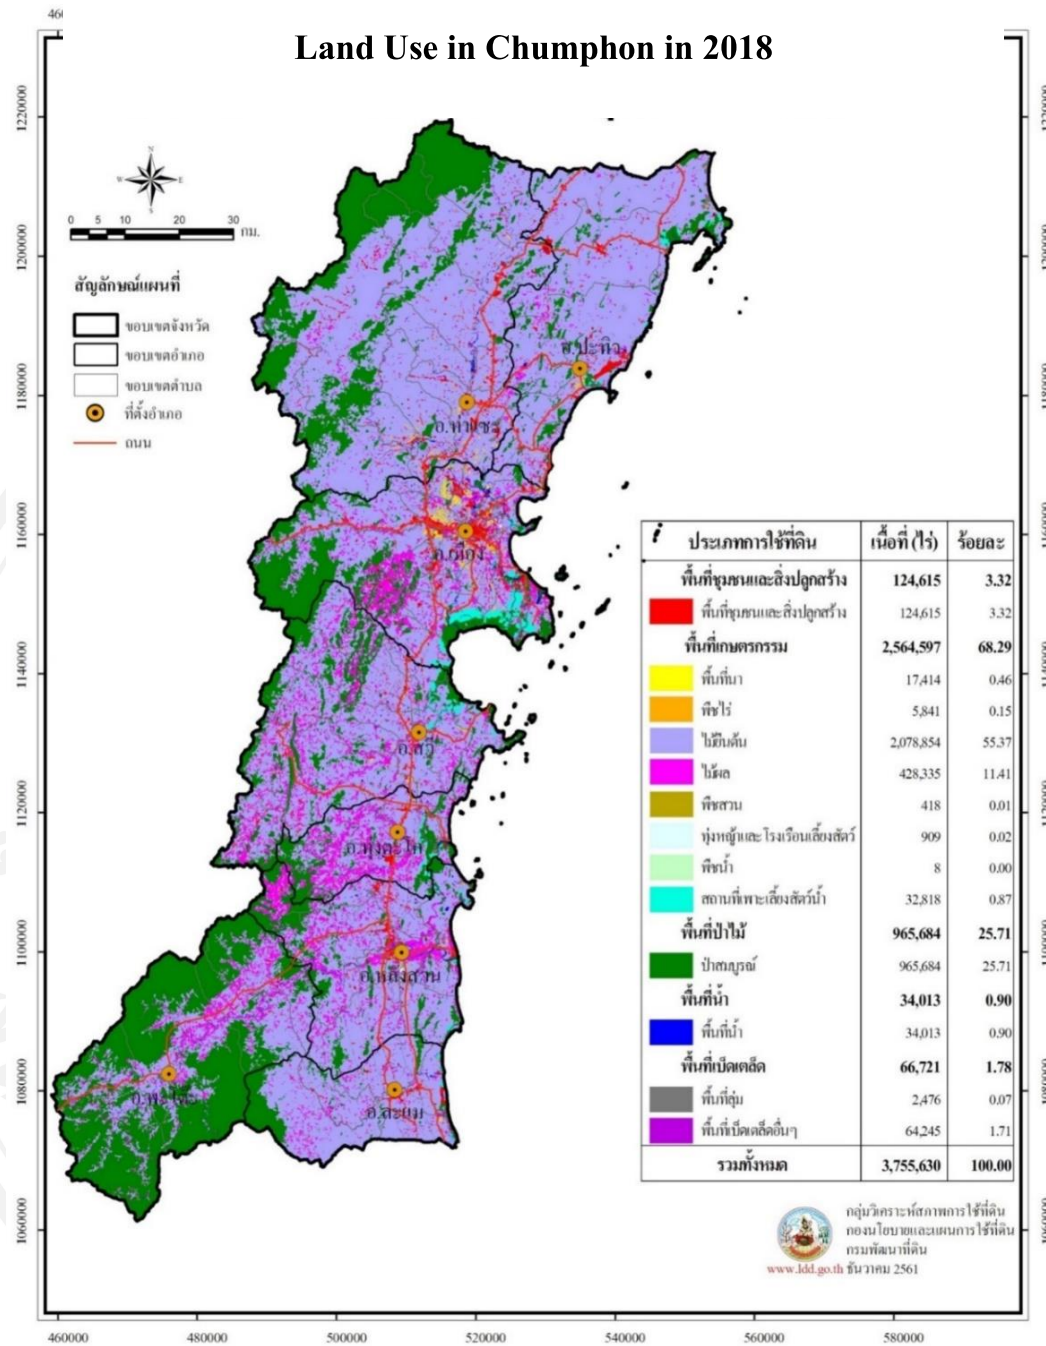 Land Use in Chumphon in 2018
1220000
1200000
1180000
1160000
1140000
1120000
1100000
1080000
1060000
N
W
E
S
0 5 10 20 30
กม.
สัญลักษณ์แผนที่
ขอบเขตจังหวัด
ขอบเขตอำเภอ
ขอบเขตตำบล
ที่ตั้งอำเภอ
ถนน
อ.ปะทิว
อ.ท่าแซะ
อ.เมือง
อ.สวี
อ.ทุ่งตะโก
อ.หลังสวน
อ.พะโต๊ะ
อ.ละแม
ประเภทการใช้ที่ดิน เนื้อที่ (ไร่) ร้อยละ
พื้นที่ชุมชนและสิ่งปลูกสร้าง 124,615 3.32
พื้นที่ชุมชนและสิ่งปลูกสร้าง 124,615 3.32
พื้นที่เกษตรกรรม 2,564,597 68.29
พื้นที่นา 17,414 0.46
พืชไร่ 5,841 0.15
ไม้ยืนต้น 2,078,854 55.37
ไม้ผล 428,335 11.41
พืชสวน 418 0.01
ทุ่งหญ้าและโรงเรือนเลี้ยงสัตว์ 909 0.02
พืชน้ำ 8 0.00
สถานที่เพาะเลี้ยงสัตว์น้ำ 32,818 0.87
พื้นที่ป่าไม้ 965,684 25.71
ป่าสมบูรณ์ 965,684 25.71
พื้นที่น้ำ 34,013 0.90
พื้นที่น้ำ 34,013 0.90
พื้นที่เบ็ดเตล็ด 66,721 1.78
พื้นที่ลุ่ม 2,476 0.07
พื้นที่เบ็ดเตล็ดอื่นๆ 64,245 1.71
รวมทั้งหมด 3,755,630 100.00
กลุ่มวิเคราะห์สภาพการใช้ที่ดิน
กองนโยบายและแผนการใช้ที่ดิน
กรมพัฒนาที่ดิน
www.ldd.go.th ธันวาคม 2561
460000 480000 500000 520000 540000 560000 580000